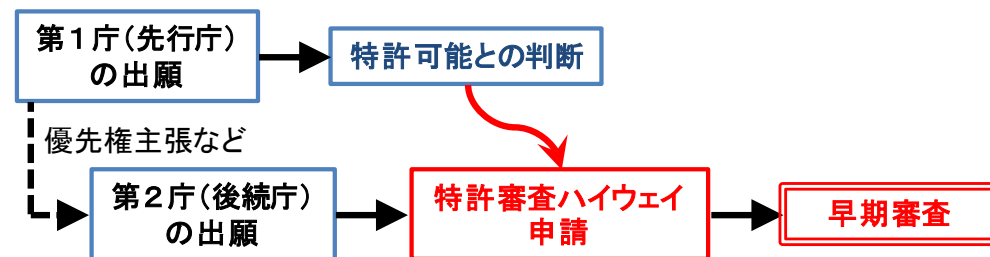 第１庁（先行庁）
の出願
特許可能との判断
優先権主張など
第２庁（後続庁）
の出願
特許審査ハイウェイ
申請
早期審査